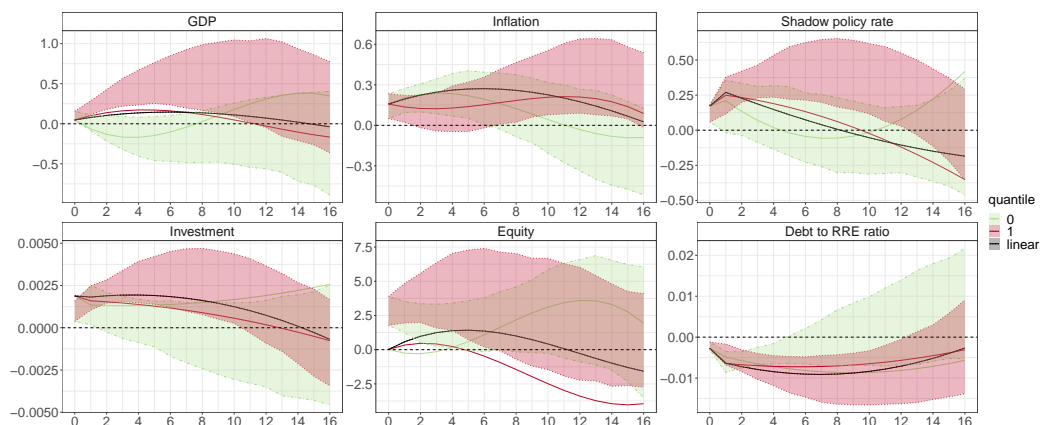 GDP
Inflation
Shadow policy rate
1.0
0.5
0.0
−0.5
0.6
0.3
0.0
−0.3
0.50
0.25
0.00
−0.25
−0.50
0 2 4 6 8 10 12 14 16
0 2 4 6 8 10 12 14 16
0 2 4 6 8 10 12 14 16
Investment
Equity
Debt to RRE ratio
0.0050
0.0025
0.0000
−0.0025
−0.0050
7.5
5.0
2.5
0.0
−2.5
0.02
0.01
0.00
−0.01
0 2 4 6 8 10 12 14 16
0 2 4 6 8 10 12 14 16
0 2 4 6 8 10 12 14 16
quantile
0
1
linear